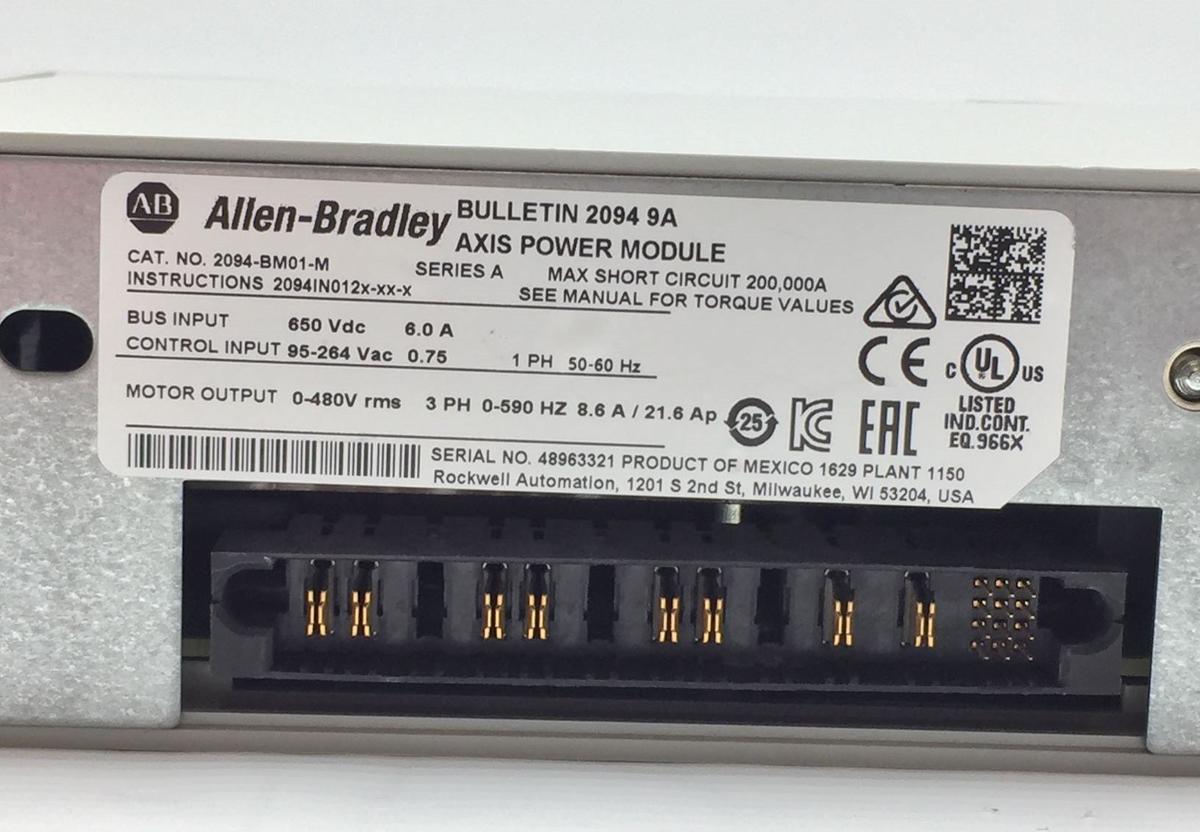 AB Allen-Bradley BULLETIN 2094 9A
AXIS POWER MODULE
CAT. NO. 2094-BM01-M SERIES A MAX SHORT CIRCUIT 200,000A
INSTRUCTIONS 2094IN012x-xx-x SEE MANUAL FOR TORQUE VALUES
BUS INPUT 650 Vdc 6.0 A
CONTROL INPUT 95-264 Vac 0.75 1 PH 50-60 Hz
CE C UL US
MOTOR OUTPUT 0-480V rms 3 PH 0-590 HZ 8.6 A / 21.6 Ap 25 KC EAC
LISTED
IND.CONT.
EQ.966X
SERIAL NO. 48963321 PRODUCT OF MEXICO 1629 PLANT 1150
Rockwell Automation, 1201 S 2nd St, Milwaukee, WI 53204, USA